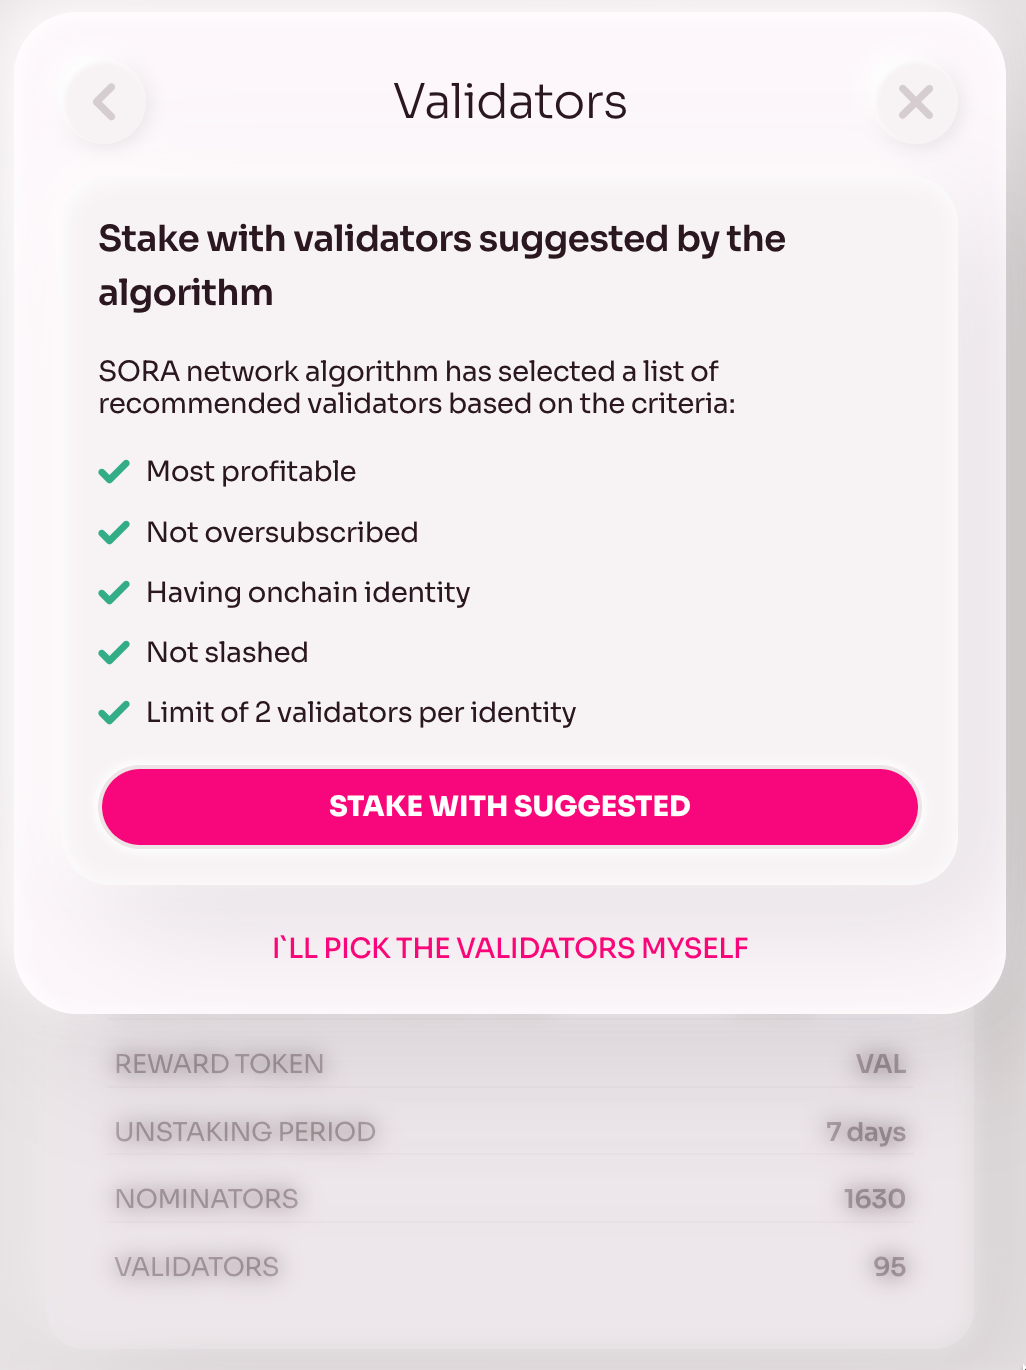 Validators
Stake with validators suggested by the
algorithm
SORA network algorithm has selected a list of
recommended validators based on the criteria:
Most profitable
Not oversubscribed
Having onchain identity
Not slashed
Limit of 2 validators per identity
STAKE WITH SUGGESTED
I`LL PICK THE VALIDATORS MYSELF
REWARD TOKEN VAL
UNSTAKING PERIOD 7 days
NOMINATORS 1630
VALIDATORS 95